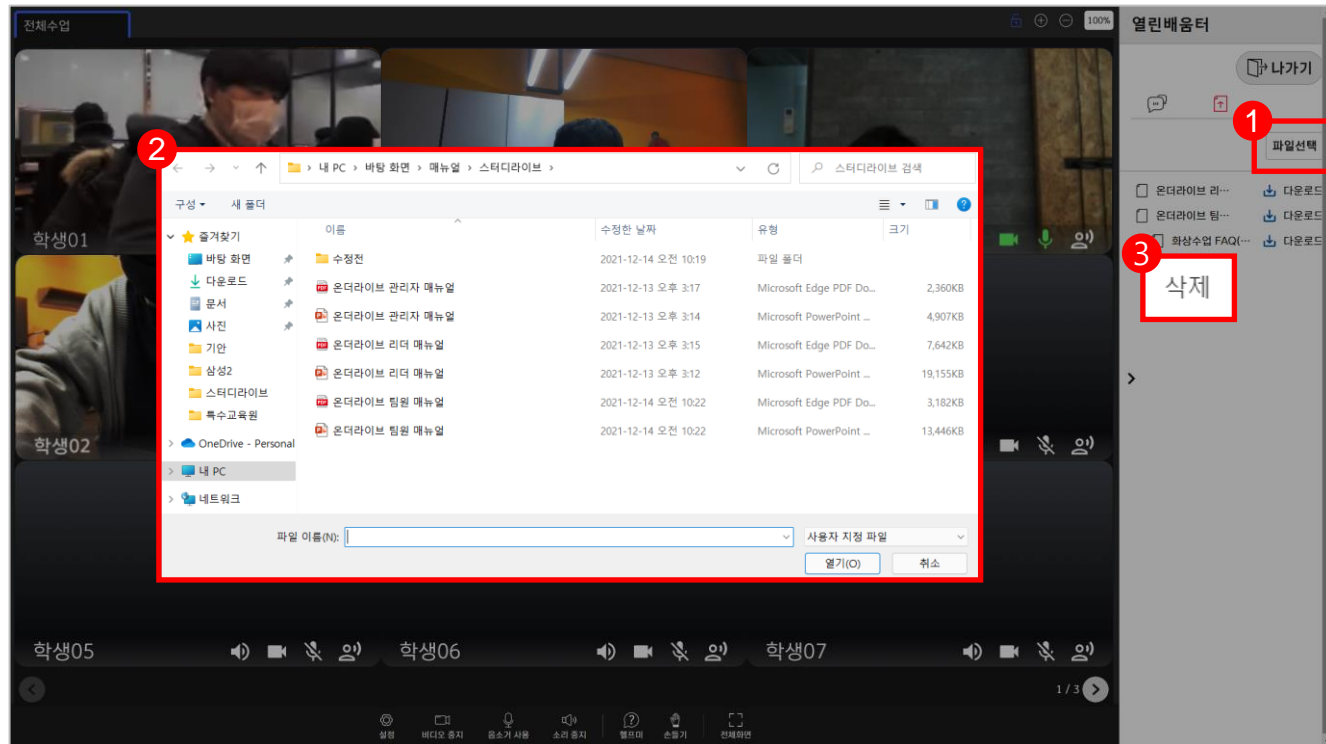 전체수업
100%
열린배움터
나가기
1
파일선택
온더라이브 리… 다운로드
온더라이브 팀… 다운로드
화상수업 FAQ(… 다운로드
3
삭제
학생01
학생02
2
내 PC › 바탕 화면 › 매뉴얼 › 스터디라이브 ›
스터디라이브 검색
구성 새 폴더
이름 수정한 날짜 유형 크기
즐겨찾기
바탕 화면
다운로드
문서
사진
기안
삼성2
스터디라이브
특수교육원
OneDrive - Personal
내 PC
네트워크
수정전 2021-12-14 오전 10:19 파일 폴더
온더라이브 관리자 매뉴얼 2021-12-13 오후 3:17 Microsoft Edge PDF Do... 2,360KB
온더라이브 관리자 매뉴얼 2021-12-13 오후 3:14 Microsoft PowerPoint ... 4,907KB
온더라이브 리더 매뉴얼 2021-12-13 오후 3:15 Microsoft Edge PDF Do... 7,642KB
온더라이브 리더 매뉴얼 2021-12-13 오후 3:12 Microsoft PowerPoint ... 19,155KB
온더라이브 팀원 매뉴얼 2021-12-14 오전 10:22 Microsoft Edge PDF Do... 3,182KB
온더라이브 팀원 매뉴얼 2021-12-14 오전 10:22 Microsoft PowerPoint ... 13,446KB
파일 이름(N): 사용자 지정 파일
열기(O) 취소
학생05 학생06 학생07
1 / 3
설정 비디오 중지 음소거 사용 소리 중지 헬프미 손들기 전체화면